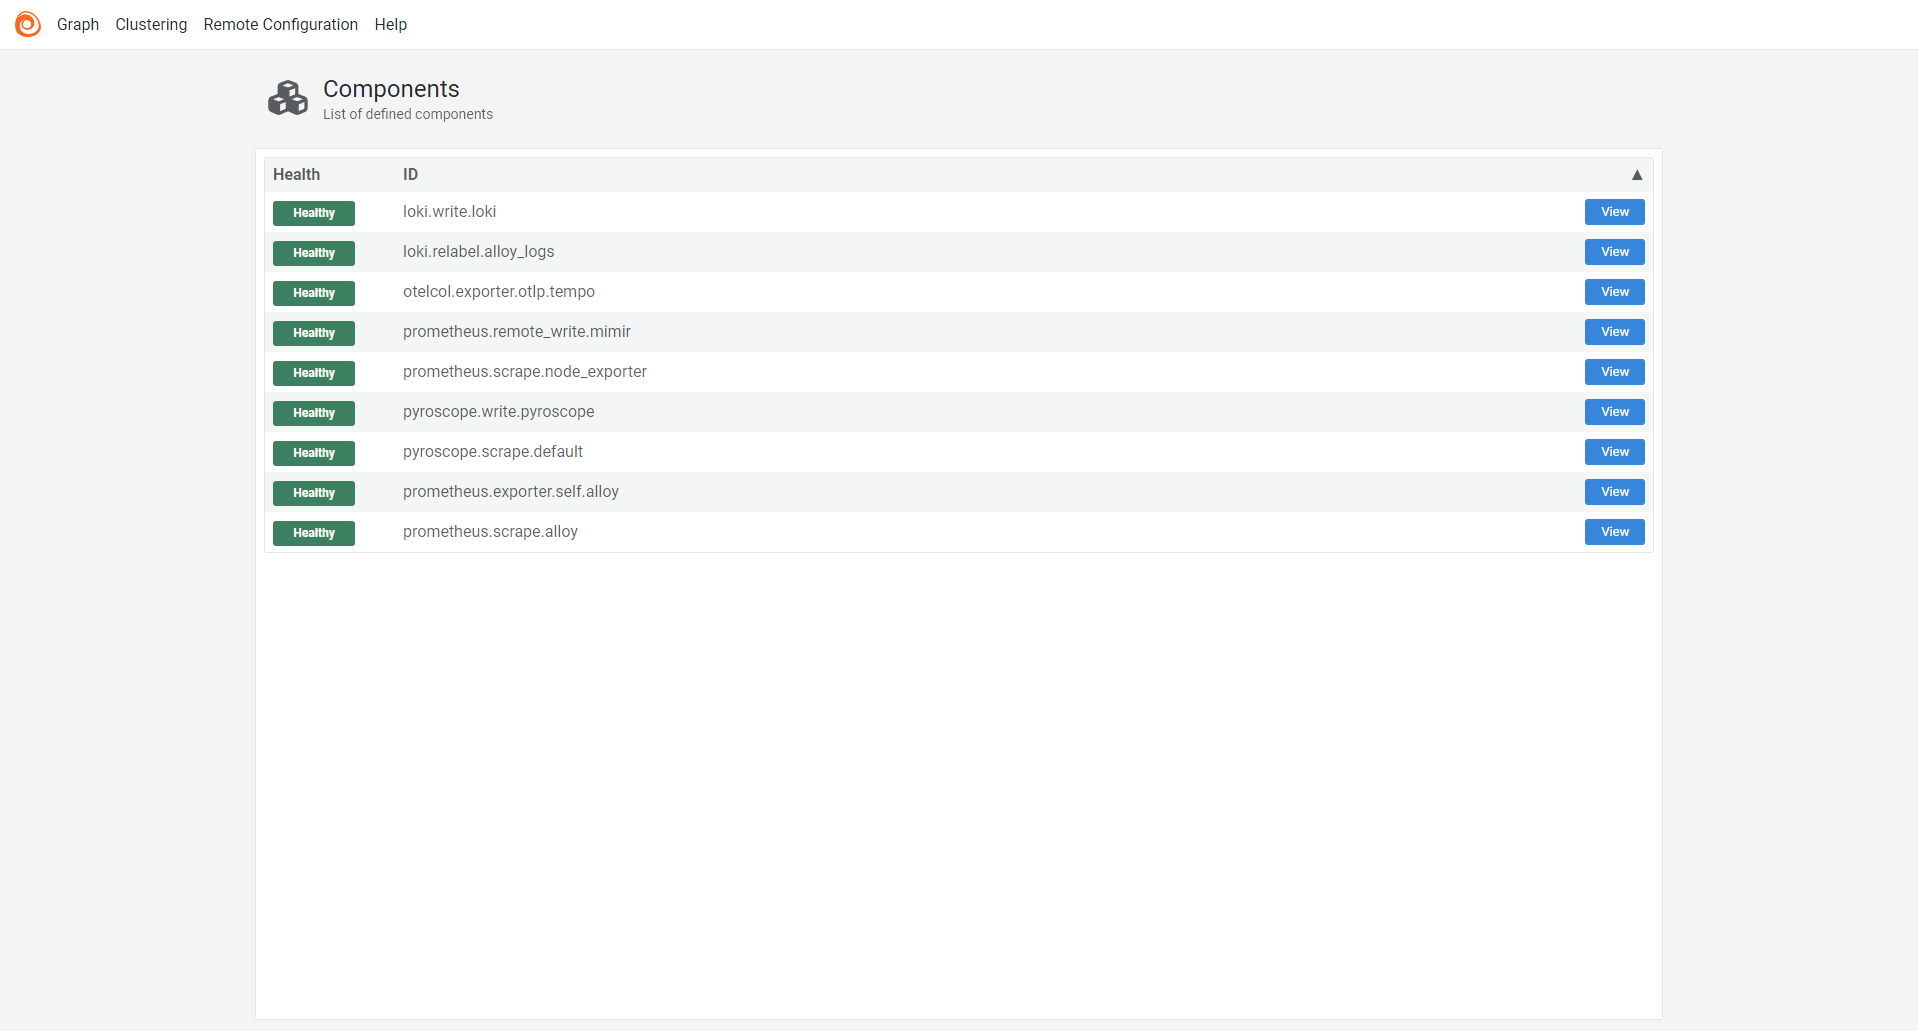 Graph Clustering Remote Configuration Help
Components
List of defined components
Health ID ▲
Healthy loki.write.loki View
Healthy loki.relabel.alloy_logs View
Healthy otelcol.exporter.otlp.tempo View
Healthy prometheus.remote_write.mimir View
Healthy prometheus.scrape.node_exporter View
Healthy pyroscope.write.pyroscope View
Healthy pyroscope.scrape.default View
Healthy prometheus.exporter.self.alloy View
Healthy prometheus.scrape.alloy View